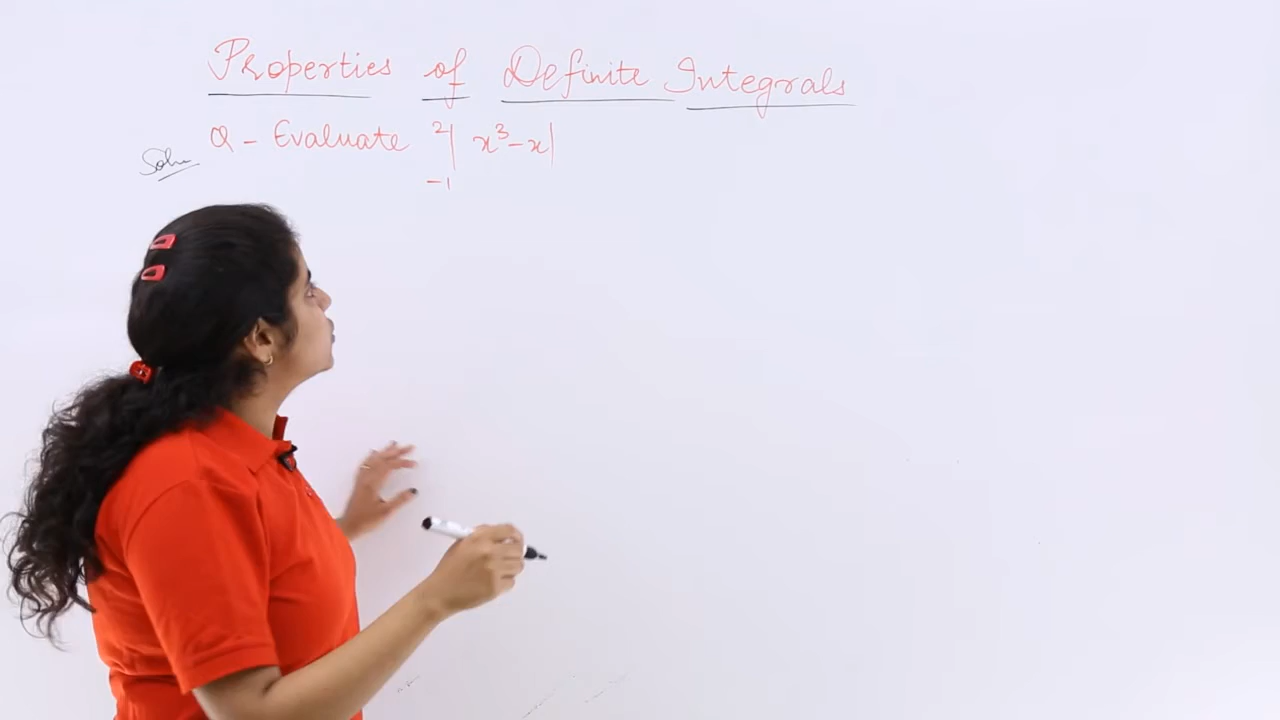 Properties of Definite Integrals
Q - Evaluate 2| x³-x|
-1
Soln